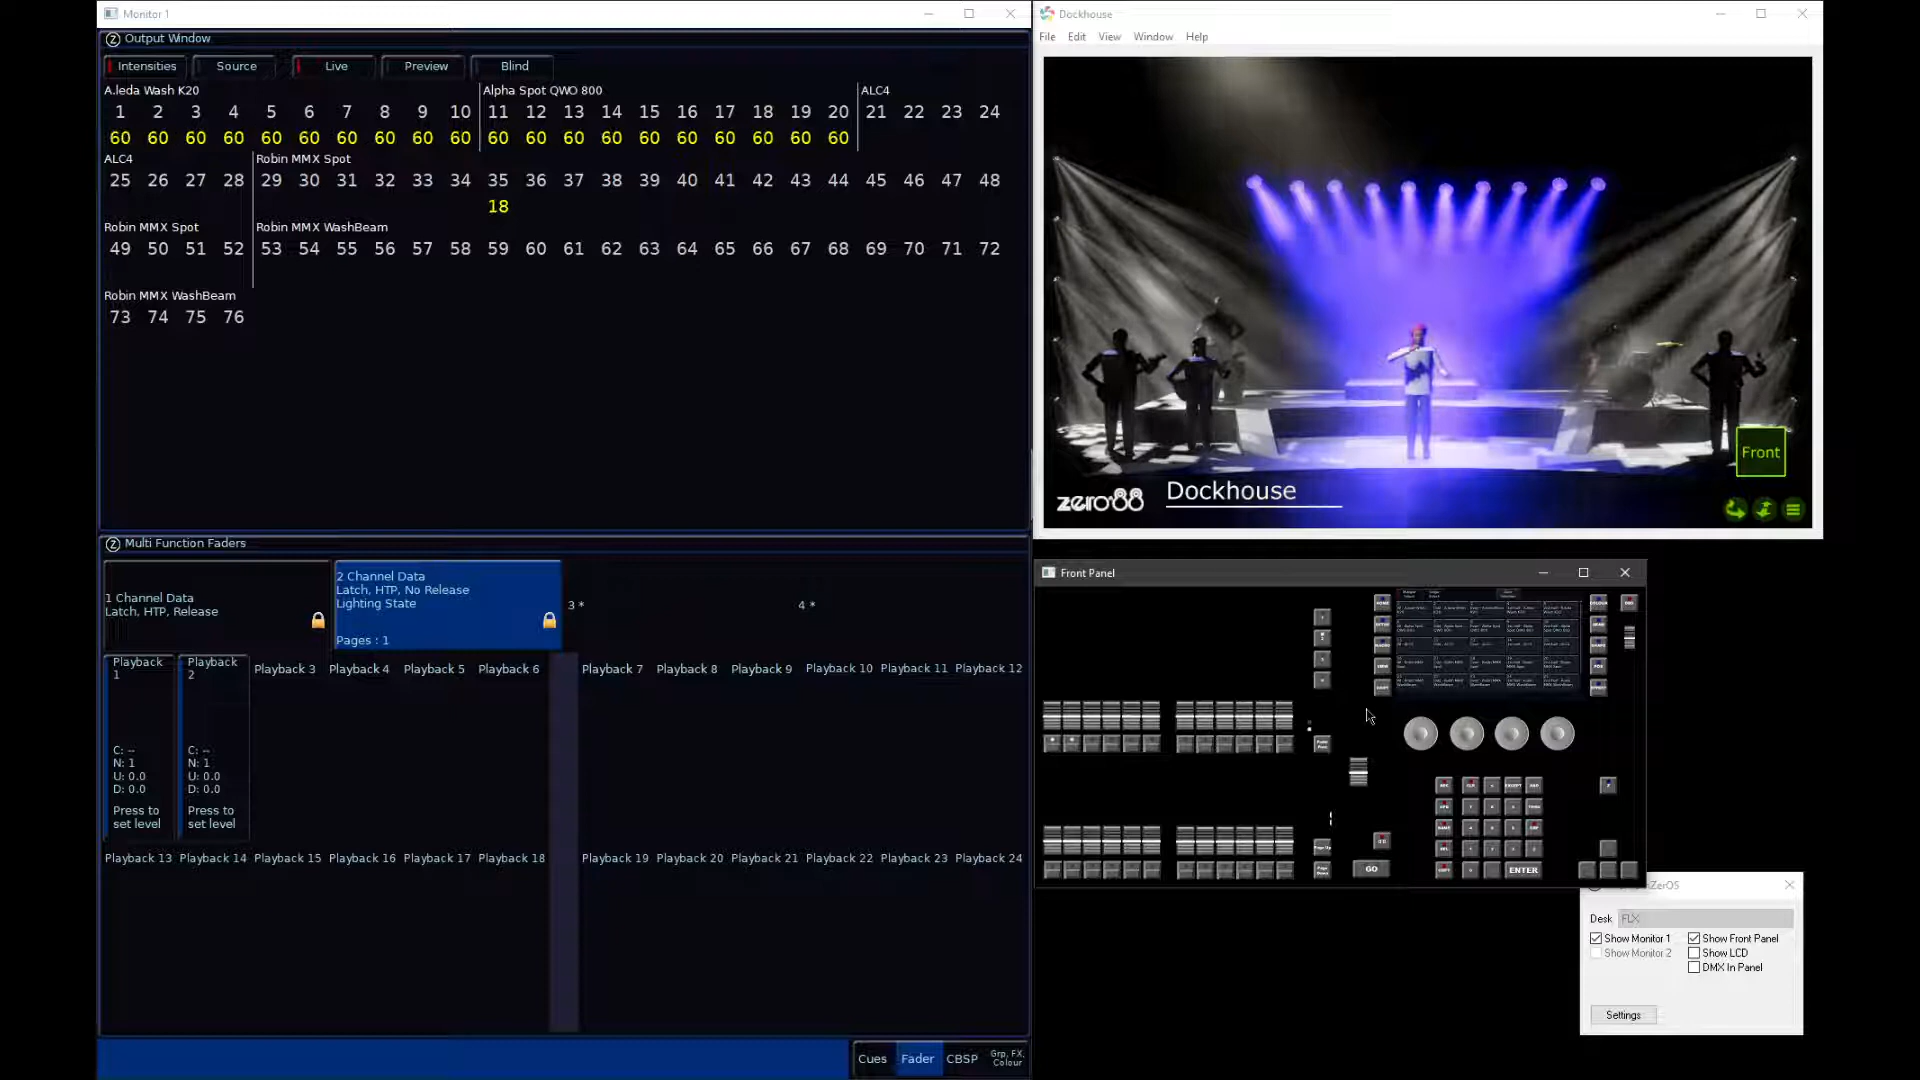 Monitor 1
Output Window
Intensities Source Live Preview Blind
A.leda Wash K20 Alpha Spot QWO 800 ALC4
1 2 3 4 5 6 7 8 9 10 11 12 13 14 15 16 17 18 19 20 21 22 23 24
60 60 60 60 60 60 60 60 60 60 60 60 60 60 60 60 60 60 60 60
ALC4 Robin MMX Spot
25 26 27 28 29 30 31 32 33 34 35 36 37 38 39 40 41 42 43 44 45 46 47 48
18
Robin MMX Spot Robin MMX WashBeam
49 50 51 52 53 54 55 56 57 58 59 60 61 62 63 64 65 66 67 68 69 70 71 72
Robin MMX WashBeam
73 74 75 76
Multi Function Faders
1 Channel Data
Latch, HTP, Release
2 Channel Data
Latch, HTP, No Release
Lighting State
Pages : 1
3 *
4 *
Playback 1
Playback 2
Playback 3 Playback 4 Playback 5 Playback 6 Playback 7 Playback 8 Playback 9 Playback 10 Playback 11 Playback 12
C: -- C: --
N: 1 N: 1
U: 0.0 U: 0.0
D: 0.0 D: 0.0
Press to Press to
set level set level
Playback 13 Playback 14 Playback 15 Playback 16 Playback 17 Playback 18 Playback 19 Playback 20 Playback 21 Playback 22 Playback 23 Playback 24
Cues Fader CBSP Grp, FX, Colour
Dockhouse
File Edit View Window Help
Front
zero88 Dockhouse
Front Panel
GO
ENTER
ZerOS
Desk FLX
Show Monitor 1 Show Front Panel
Show Monitor 2 Show LCD
DMX In Panel
Settings